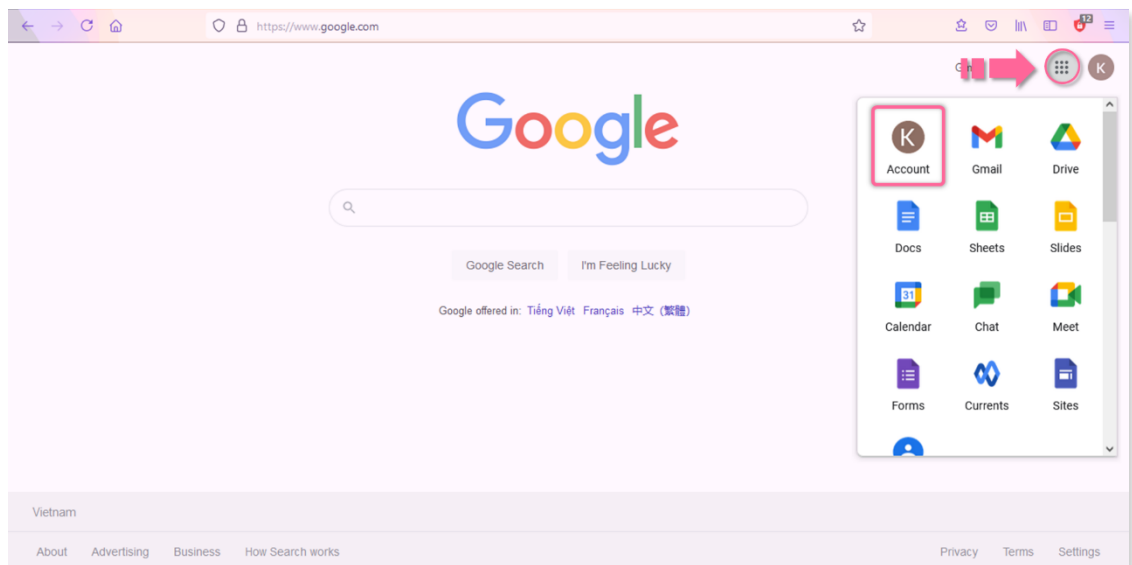 https://www.google.com
12
K
Google
K
Account
Gmail
Drive
Docs
Sheets
Slides
31
Calendar
Chat
Meet
Forms
Currents
Sites
Google Search
I'm Feeling Lucky
Google offered in: Tiếng Việt Français 中文 (繁體)
Vietnam
About Advertising Business How Search works
Privacy Terms Settings